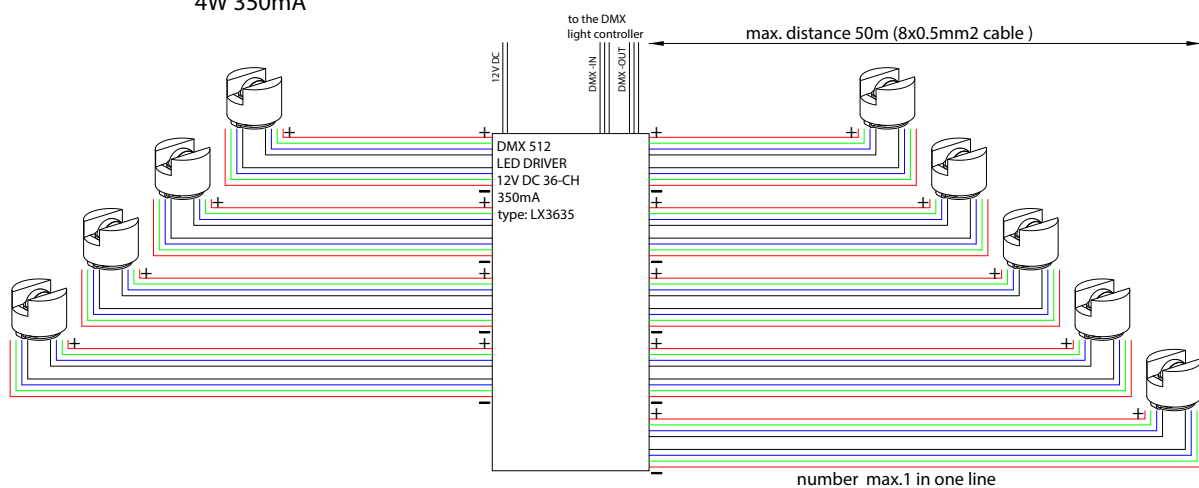 4W 350mA
to the DMX
light controller
max. distance 50m (8x0.5mm2 cable )
12V DC
DMX -IN
DMX -OUT
+ + + +
DMX 512
LED DRIVER
12V DC 36-CH
350mA
type: LX3635
− −
+ + + +
− −
+ + + +
− −
+ + + +
− −
+ +
−
number max.1 in one line